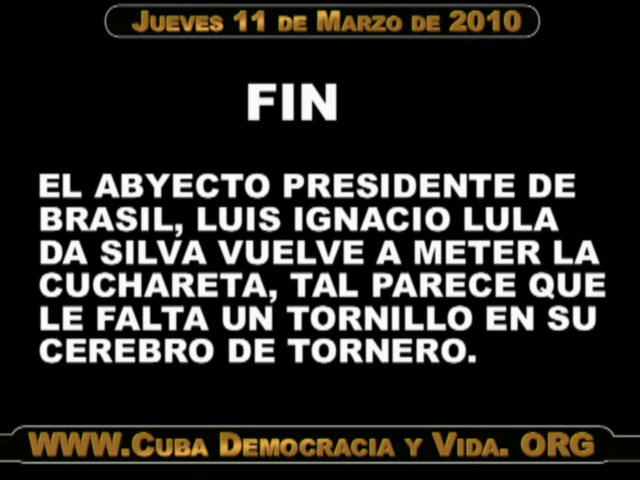 JUEVES 11 DE MARZO DE 2010
FIN
EL ABYECTO PRESIDENTE DE
BRASIL, LUIS IGNACIO LULA
DA SILVA VUELVE A METER LA
CUCHARETA, TAL PARECE QUE
LE FALTA UN TORNILLO EN SU
CEREBRO DE TORNERO.
WWW.CUBA DEMOCRACIA Y VIDA. ORG